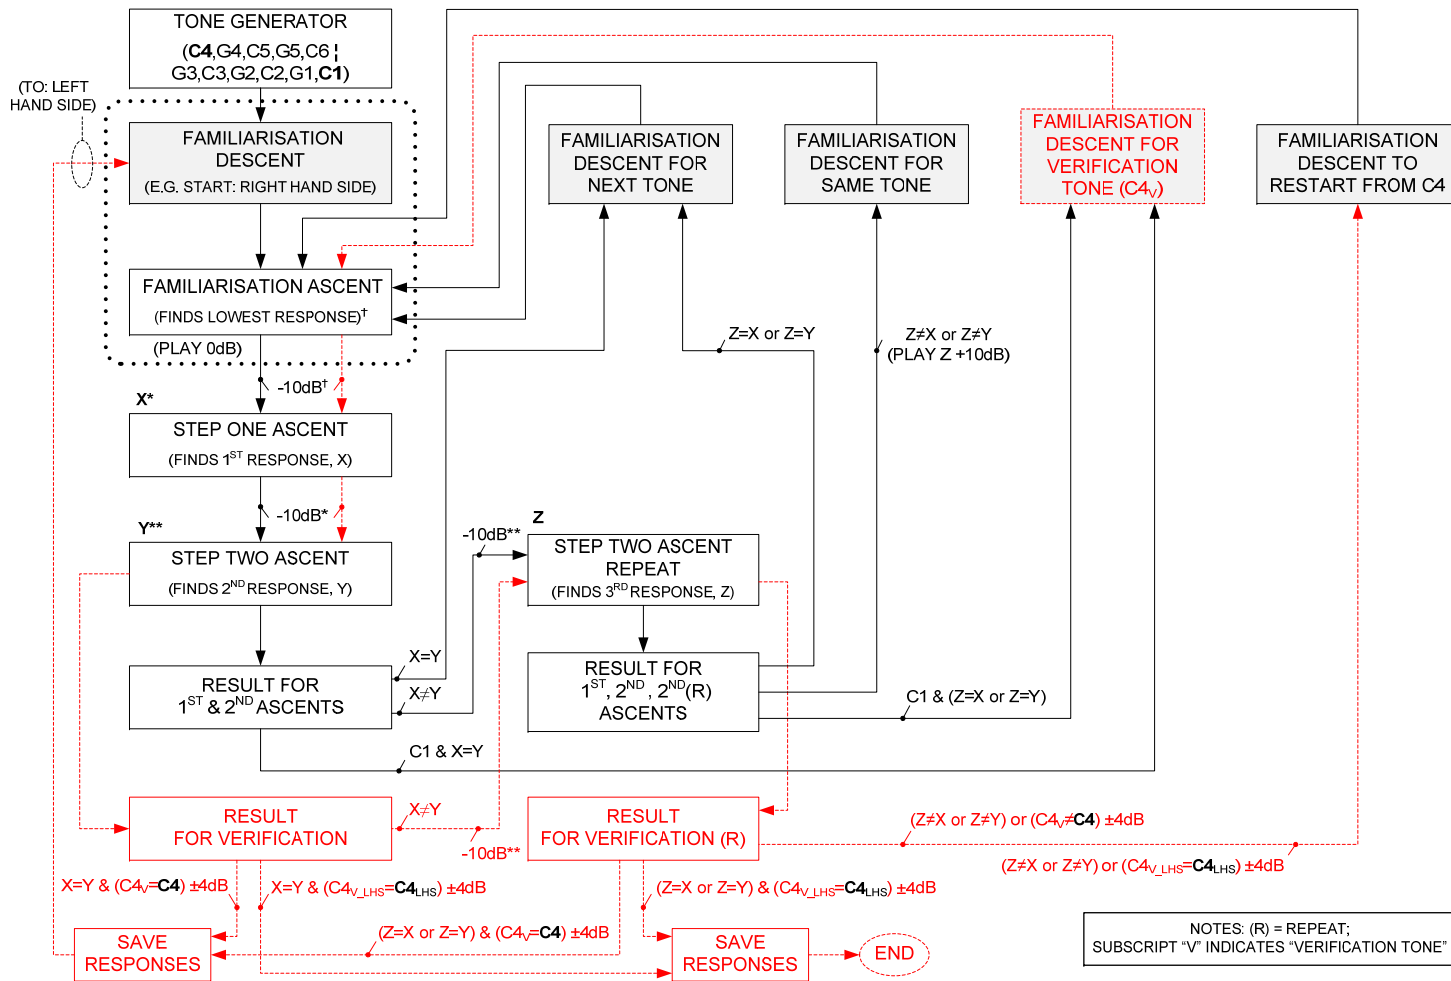 TONE GENERATOR
(C4,G4,C5,G5,C6 ¦
G3,C3,G2,C2,G1,C1)
(TO: LEFT
HAND SIDE)
FAMILIARISATION
DESCENT
(E.G. START: RIGHT HAND SIDE)
FAMILIARISATION
DESCENT FOR
NEXT TONE
FAMILIARISATION
DESCENT FOR
SAME TONE
FAMILIARISATION
DESCENT FOR
VERIFICATION
TONE (C4V)
FAMILIARISATION
DESCENT TO
RESTART FROM C4
FAMILIARISATION ASCENT
(FINDS LOWEST RESPONSE)†
(PLAY 0dB)
Z=X or Z=Y
Z≠X or Z≠Y
(PLAY Z +10dB)
-10dB†
X*
STEP ONE ASCENT
(FINDS 1ST RESPONSE, X)
-10dB*
Y**
STEP TWO ASCENT
(FINDS 2ND RESPONSE, Y)
-10dB**
Z
STEP TWO ASCENT
REPEAT
(FINDS 3RD RESPONSE, Z)
RESULT FOR
1ST & 2ND ASCENTS
X=Y
X≠Y
RESULT FOR
1ST, 2ND, 2ND(R)
ASCENTS
C1 & (Z=X or Z=Y)
C1 & X=Y
RESULT
FOR VERIFICATION
X≠Y
-10dB**
RESULT
FOR VERIFICATION (R)
(Z≠X or Z≠Y) or (C4V≠C4) ±4dB
(Z≠X or Z≠Y) or (C4V_LHS=C4LHS) ±4dB
X=Y & (C4V=C4) ±4dB
X=Y & (C4V_LHS=C4LHS) ±4dB
(Z=X or Z=Y) & (C4V_LHS=C4LHS) ±4dB
(Z=X or Z=Y) & (C4V=C4) ±4dB
SAVE
RESPONSES
SAVE
RESPONSES
END
NOTES: (R) = REPEAT;
SUBSCRIPT “V” INDICATES “VERIFICATION TONE”